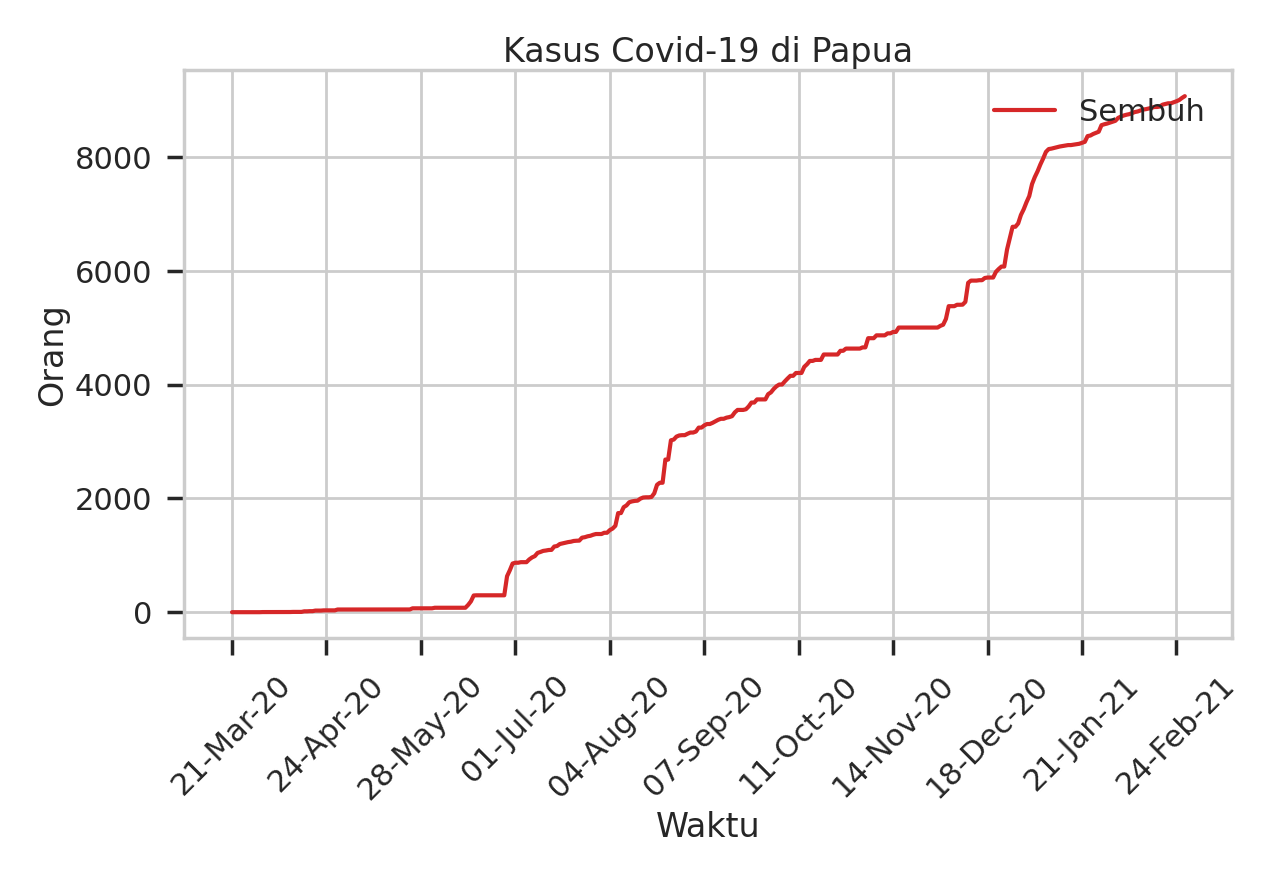 Kasus Covid-19 di Papua
Sembuh
Orang
8000
6000
4000
2000
0
21-Mar-20
24-Apr-20
28-May-20
01-Jul-20
04-Aug-20
07-Sep-20
11-Oct-20
14-Nov-20
18-Dec-20
21-Jan-21
24-Feb-21
Waktu